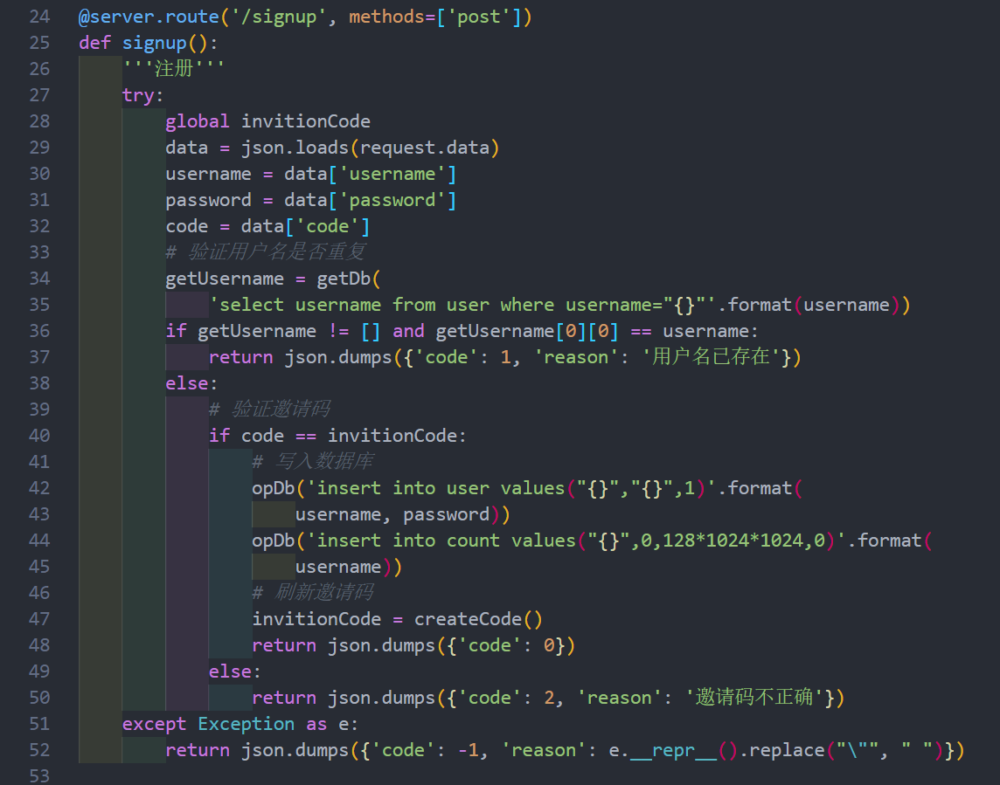 24 @server.route('/signup', methods=['post'])
25 def signup():
26     '''注册'''
27     try:
28         global invitionCode
29         data = json.loads(request.data)
30         username = data['username']
31         password = data['password']
32         code = data['code']
33         # 验证用户名是否重复
34         getUsername = getDb(
35             'select username from user where username="{}"'.format(username))
36         if getUsername != [] and getUsername[0][0] == username:
37             return json.dumps({'code': 1, 'reason': '用户名已存在'})
38         else:
39             # 验证邀请码
40             if code == invitionCode:
41                 # 写入数据库
42                 opDb('insert into user values("{}","{}",1)'.format(
43                     username, password))
44                 opDb('insert into count values("{}",0,128*1024*1024,0)'.format(
45                     username))
46                 # 刷新邀请码
47                 invitionCode = createCode()
48                 return json.dumps({'code': 0})
49             else:
50                 return json.dumps({'code': 2, 'reason': '邀请码不正确'})
51     except Exception as e:
52         return json.dumps({'code': -1, 'reason': e.__repr__().replace("\"", " ")})
53